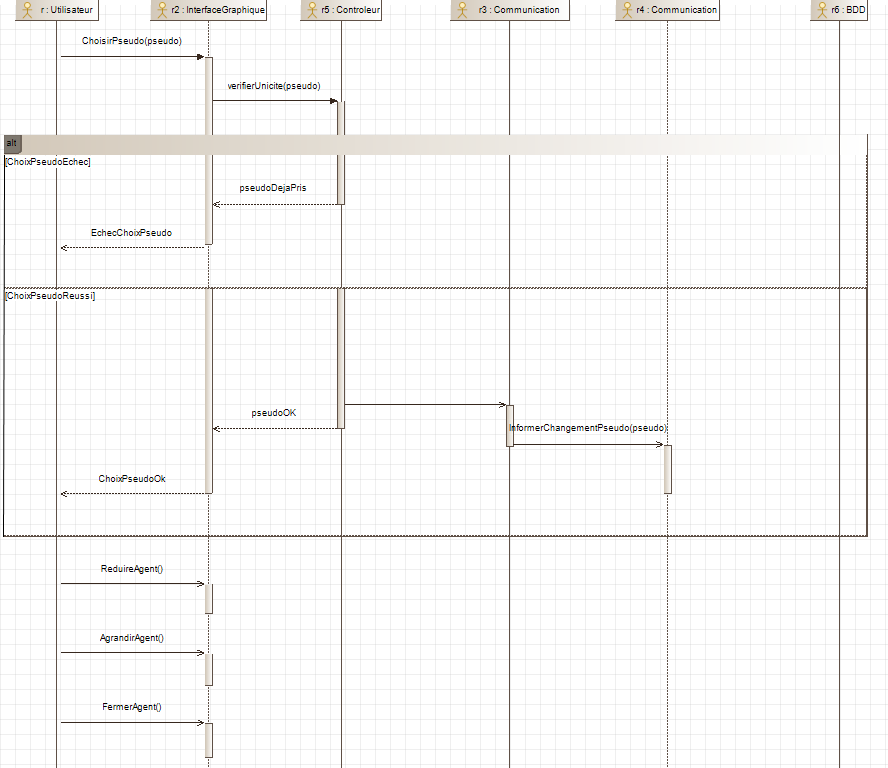 r : Utilisateur
r2 : InterfaceGraphique
r5 : Controleur
r3 : Communication
r4 : Communication
r6 : BDD
ChoisirPseudo(pseudo)
verifierUnicite(pseudo)
alt
[ChoixPseudoEchec]
pseudoDejaPris
EchecChoixPseudo
[ChoixPseudoReussi]
pseudoOK
InformerChangementPseudo(pseudo)
ChoixPseudoOk
ReduireAgent()
AgrandirAgent()
FermerAgent()